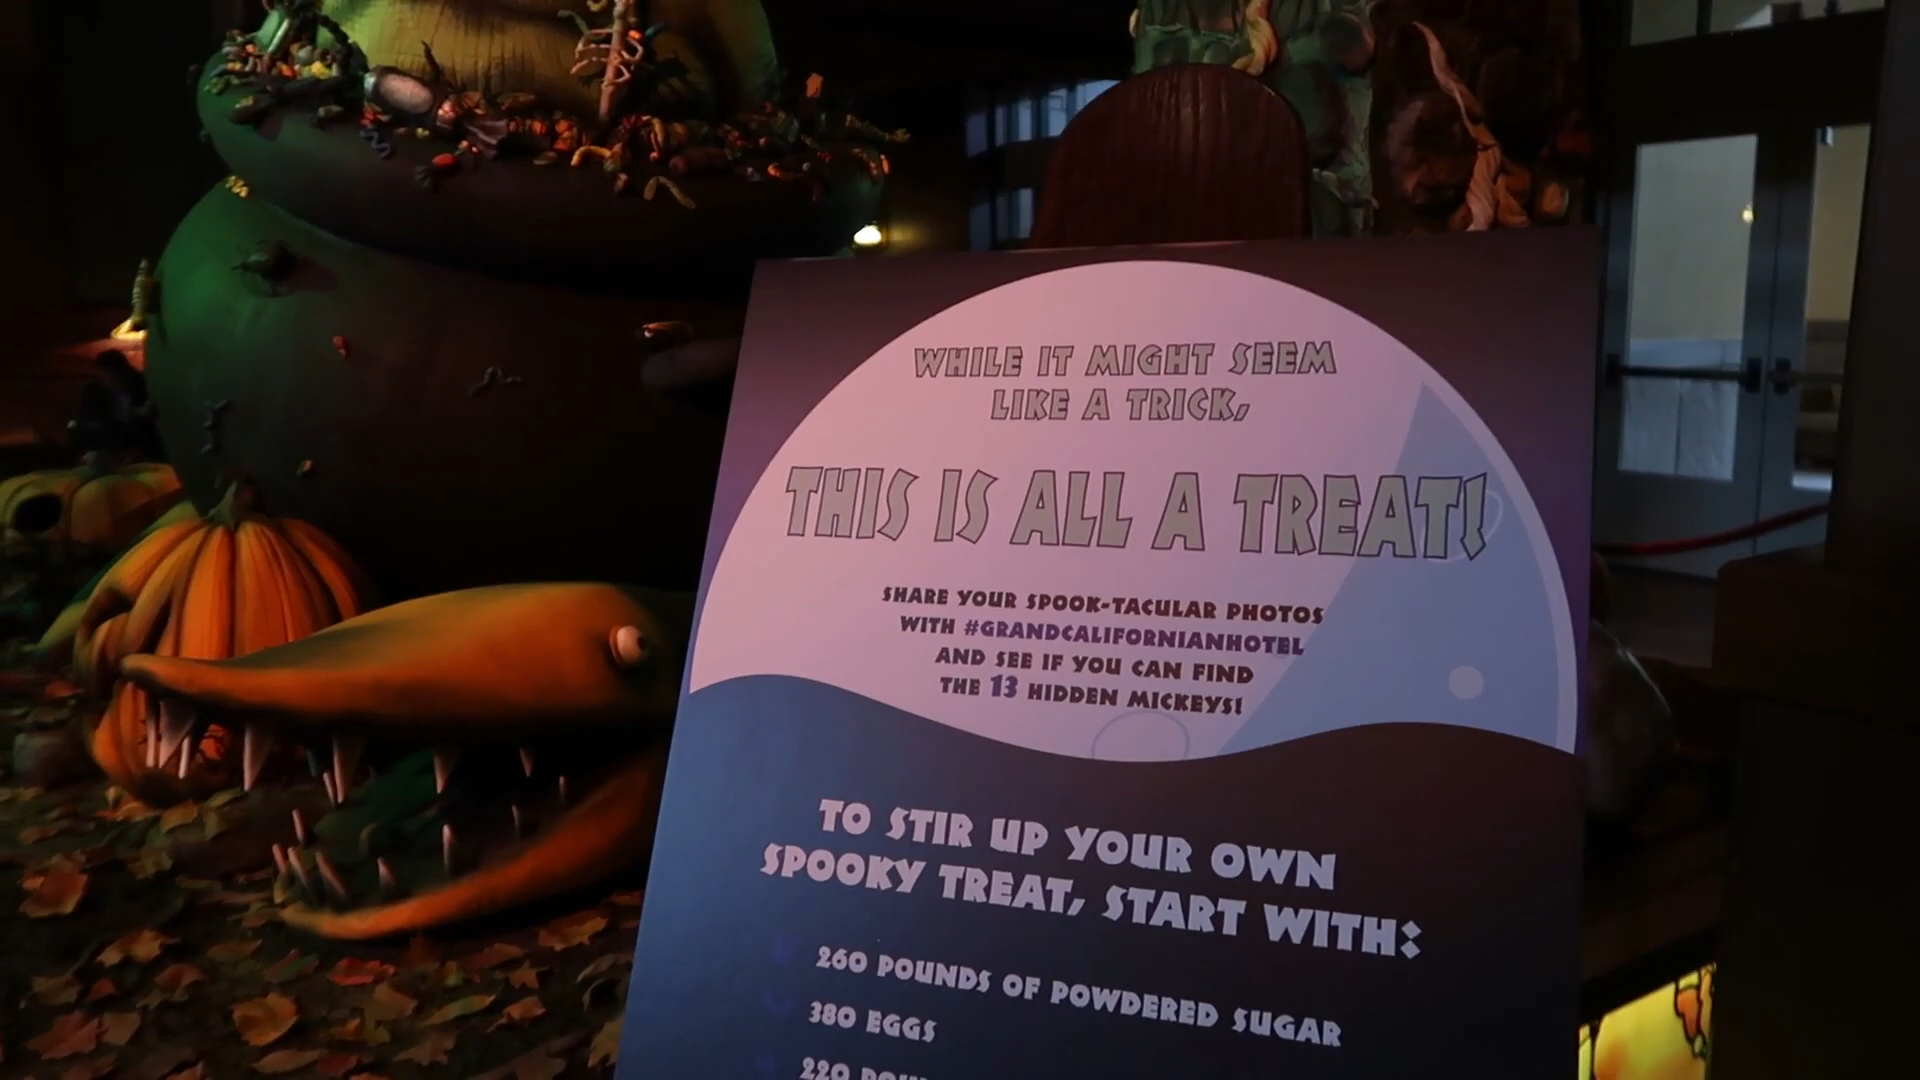 WHILE IT MIGHT SEEM
LIKE A TRICK,
THIS IS ALL A TREAT!
SHARE YOUR SPOOK-TACULAR PHOTOS
WITH #GRANDCALIFORNIANHOTEL
AND SEE IF YOU CAN FIND
THE 13 HIDDEN MICKEYS!
TO STIR UP YOUR OWN
SPOOKY TREAT, START WITH:
260 POUNDS OF POWDERED SUGAR
380 EGGS
220